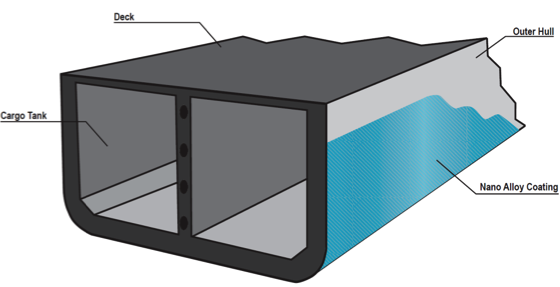 Deck
Outer Hull
Cargo Tank
Nano Alloy Coating